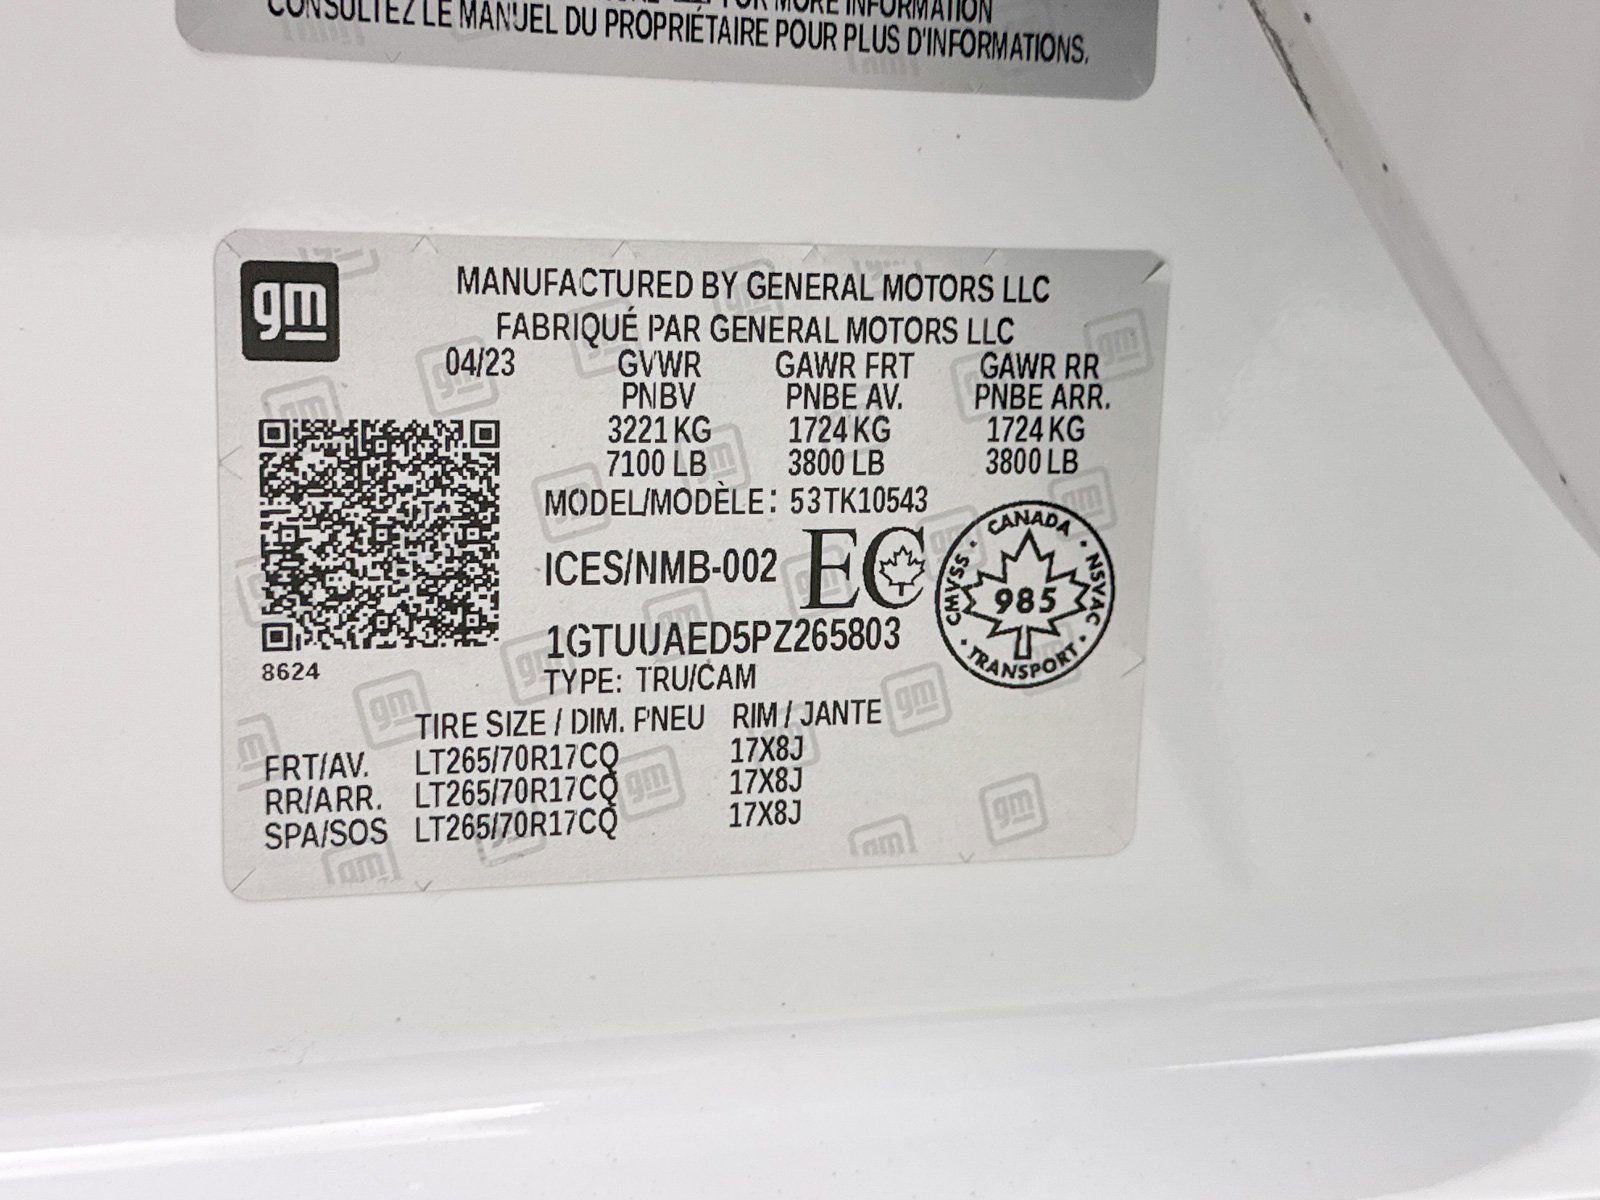 FOR MORE INFORMATION
CONSULTEZ LE MANUEL DU PROPRIÉTAIRE POUR PLUS D'INFORMATIONS.
gm
MANUFACTURED BY GENERAL MOTORS LLC
FABRIQUÉ PAR GENERAL MOTORS LLC
04/23 GVWR GAWR FRT GAWR RR
PNBV PNBE AV. PNBE ARR.
3221 KG 1724 KG 1724 KG
7100 LB 3800 LB 3800 LB
MODEL/MODÈLE: 53TK10543
ICES/NMB-002 EC
CANADA
CMVSS · NSVAC
985
TRANSPORT
1GTUUAED5PZ265803
8624
TYPE: TRU/CAM
TIRE SIZE / DIM. PNEU RIM / JANTE
FRT/AV. LT265/70R17CQ 17X8J
RR/ARR. LT265/70R17CQ 17X8J
SPA/SOS LT265/70R17CQ 17X8J